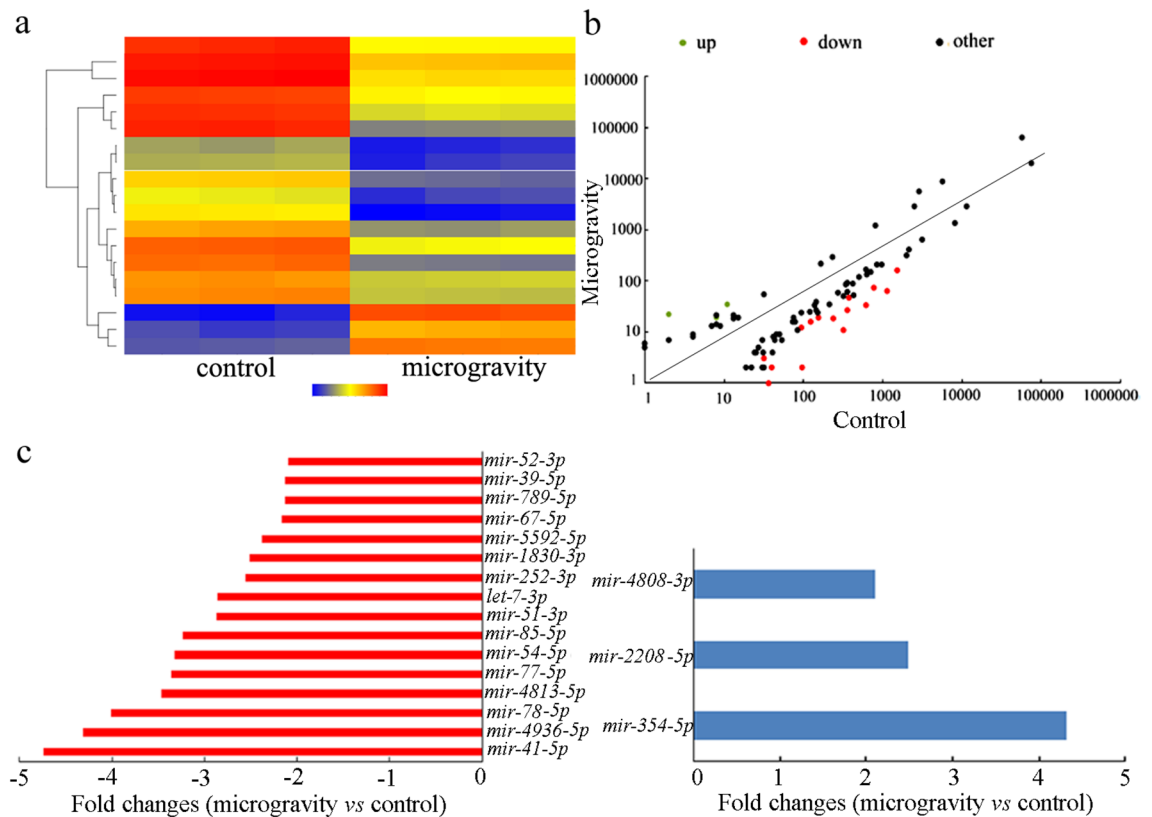 a
control
microgravity
b
up
down
other
1000000
100000
10000
1000
100
10
1
Microgravity
1
10
100
1000
10000
100000
1000000
Control
c
mir-52-3p
mir-39-5p
mir-789-5p
mir-67-5p
mir-5592-5p
mir-1830-3p
mir-252-3p
let-7-3p
mir-51-3p
mir-85-5p
mir-54-5p
mir-77-5p
mir-4813-5p
mir-78-5p
mir-4936-5p
mir-41-5p
-5
-4
-3
-2
-1
0
Fold changes (microgravity vs control)
mir-4808-3p
mir-2208-5p
mir-354-5p
0
1
2
3
4
5
Fold changes (microgravity vs control)